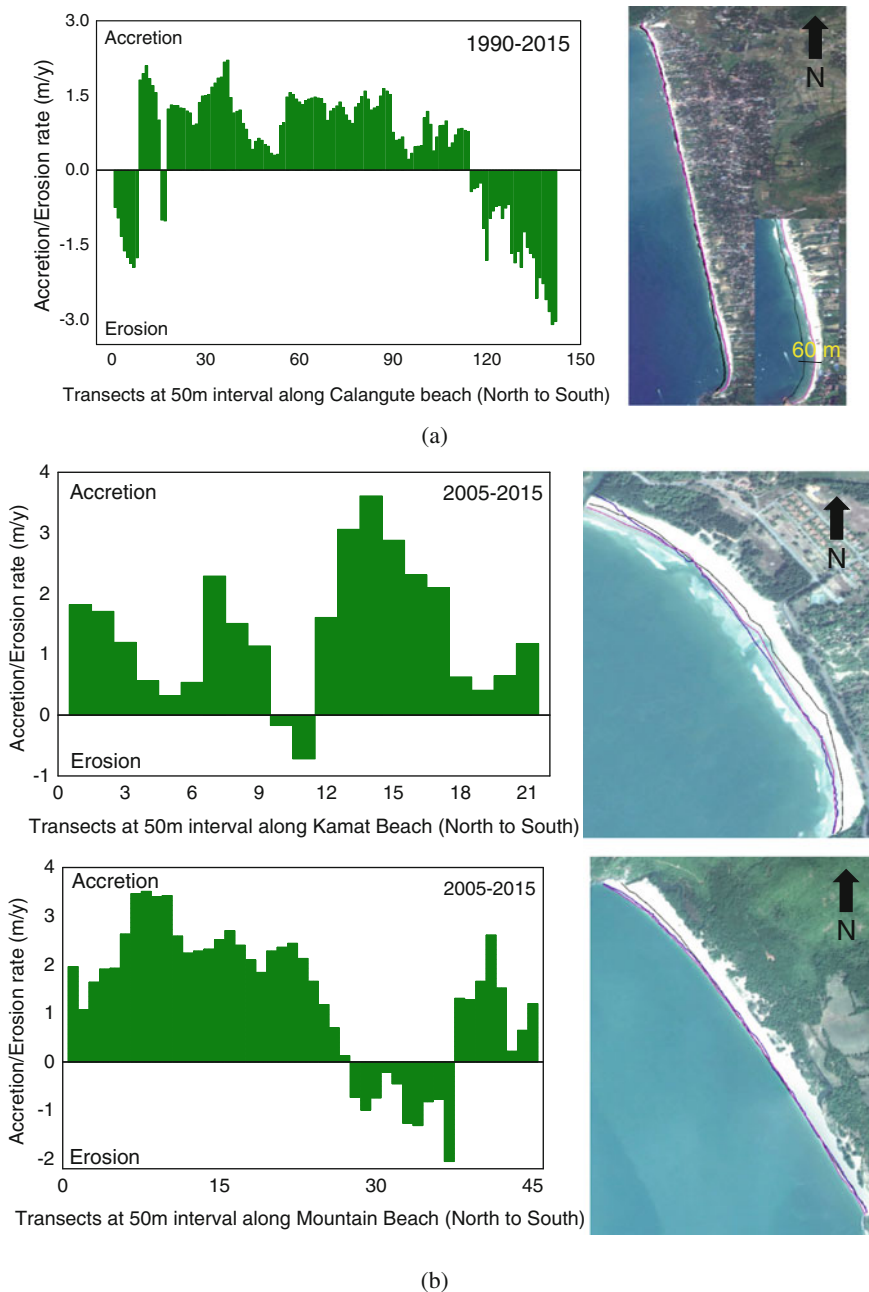 3.0
Accretion
1990-2015
1.5
0.0
-1.5
-3.0
Erosion
Accretion/Erosion rate (m/y)
0 30 60 90 120 150
Transects at 50m interval along Calangute beach (North to South)
N
60 m
(a)
4
Accretion
2005-2015
3
2
1
0
Erosion
-1
Accretion/Erosion rate (m/y)
0 3 6 9 12 15 18 21
Transects at 50m interval along Kamat Beach (North to South)
N
4
Accretion
2005-2015
3
2
1
0
-1
-2
Erosion
Accretion/Erosion rate (m/y)
0 15 30 45
Transects at 50m interval along Mountain Beach (North to South)
N
(b)